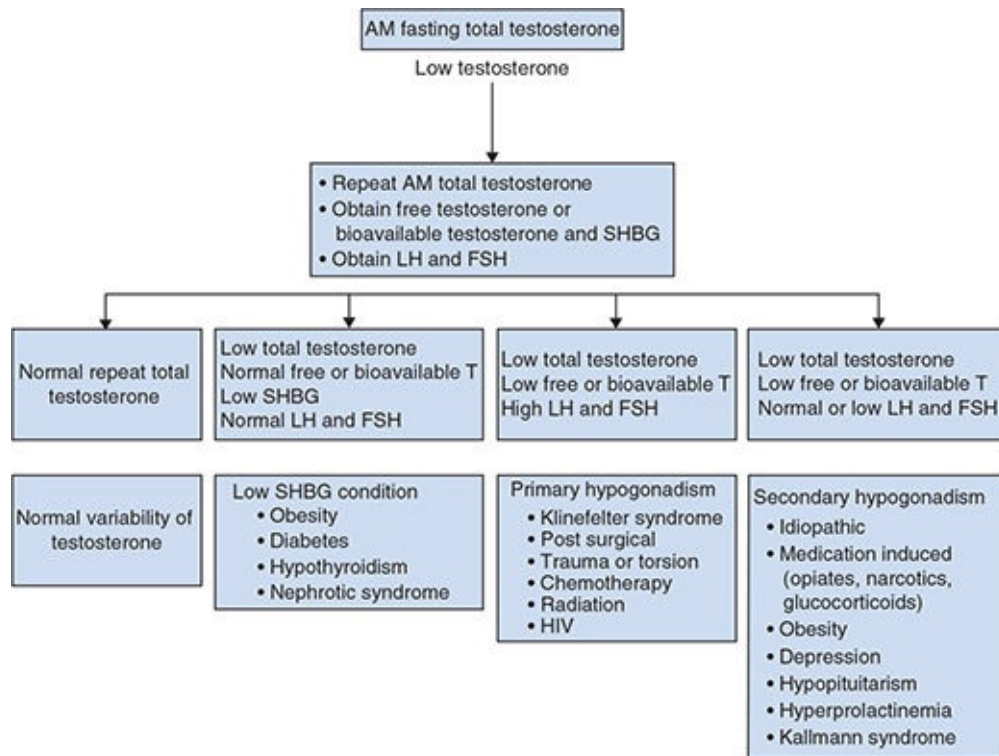 AM fasting total testosterone
Low testosterone
• Repeat AM total testosterone
• Obtain free testosterone or
bioavailable testosterone and SHBG
• Obtain LH and FSH
Normal repeat total
testosterone
Low total testosterone
Normal free or bioavailable T
Low SHBG
Normal LH and FSH
Low total testosterone
Low free or bioavailable T
High LH and FSH
Low total testosterone
Low free or bioavailable T
Normal or low LH and FSH
Normal variability of
testosterone
Low SHBG condition
• Obesity
• Diabetes
• Hypothyroidism
• Nephrotic syndrome
Primary hypogonadism
• Klinefelter syndrome
• Post surgical
• Trauma or torsion
• Chemotherapy
• Radiation
• HIV
Secondary hypogonadism
• Idiopathic
• Medication induced
(opiates, narcotics,
glucocorticoids)
• Obesity
• Depression
• Hypopituitarism
• Hyperprolactinemia
• Kallmann syndrome